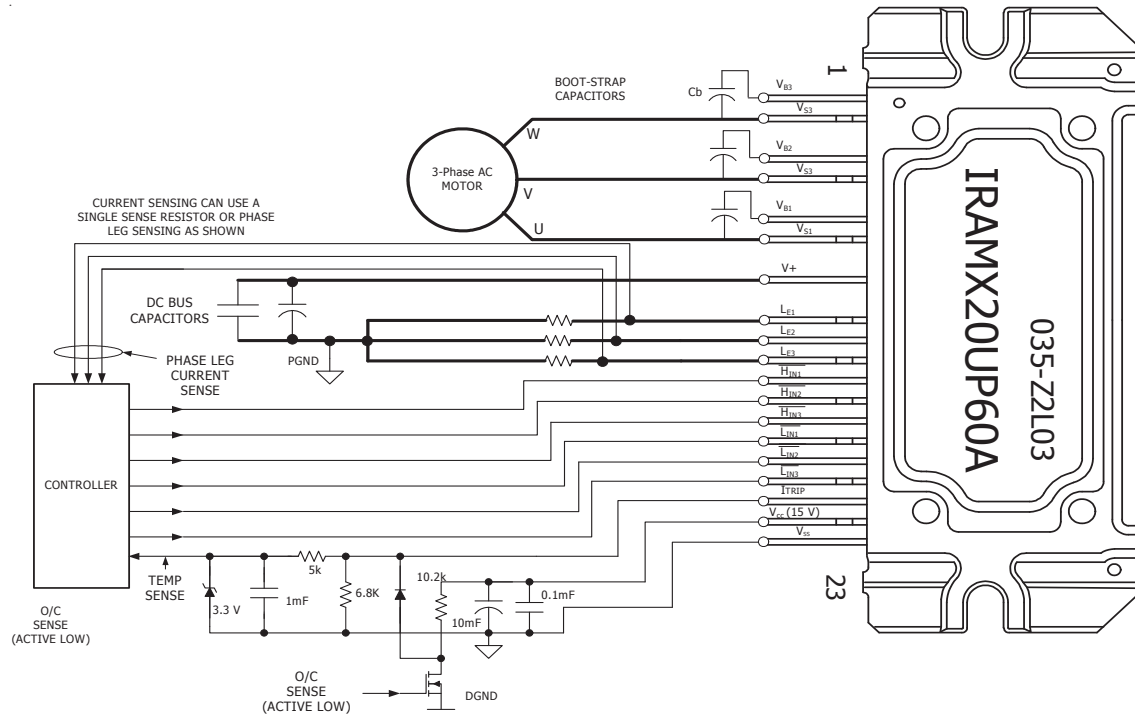 1
BOOT-STRAP
CAPACITORS
Cb
VB3
VS3
W
VB2
VS3
3-Phase AC
MOTOR
V
VB1
VS1
U
CURRENT SENSING CAN USE A
SINGLE SENSE RESISTOR OR PHASE
LEG SENSING AS SHOWN
V+
DC BUS
CAPACITORS
LE1
LE2
LE3
PGND
PHASE LEG
CURRENT
SENSE
HIN1
HIN2
HIN3
LIN1
LIN2
LIN3
ITRIP
VCC (15 V)
VSS
CONTROLLER
IRAMX20UP60A
035-Z2L03
23
TEMP
SENSE
5k
3.3 V
1mF
6.8K
10.2k
10mF
0.1mF
O/C
SENSE
(ACTIVE LOW)
O/C
SENSE
(ACTIVE LOW)
DGND